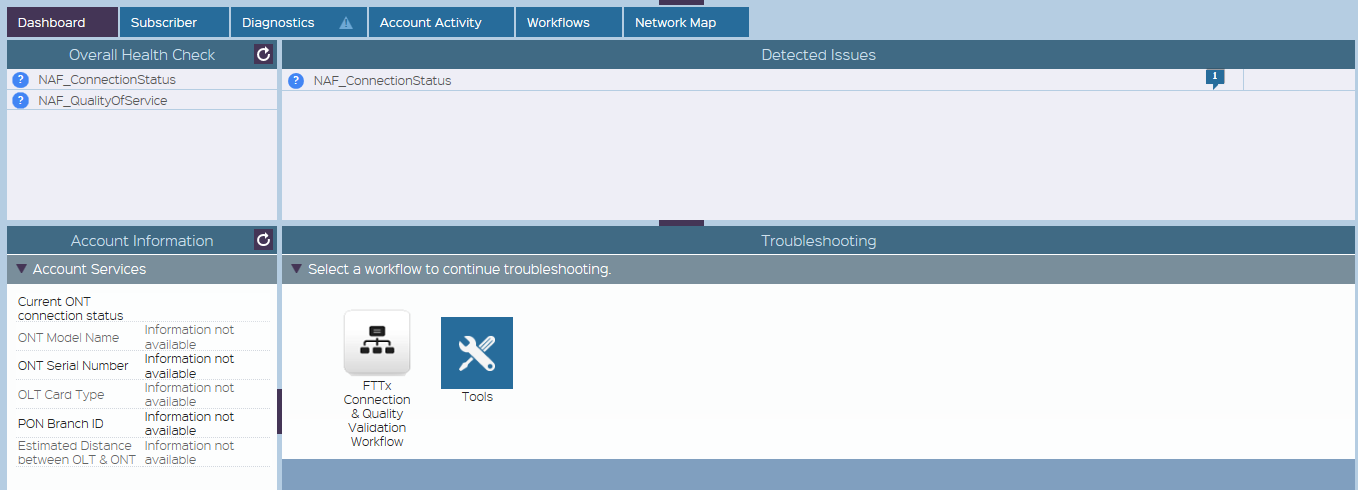 Dashboard
Subscriber
Diagnostics
Account Activity
Workflows
Network Map
Overall Health Check
? NAF_ConnectionStatus
? NAF_QualityOfService
Detected Issues
? NAF_ConnectionStatus
1
Account Information
Account Services
Current ONT
connection status
ONT Model Name
Information not
available
ONT Serial Number
Information not
available
OLT Card Type
Information not
available
PON Branch ID
Information not
available
Estimated Distance
between OLT & ONT
Information not
available
Troubleshooting
Select a workflow to continue troubleshooting.
FTTx
Connection
& Quality
Validation
Workflow
Tools